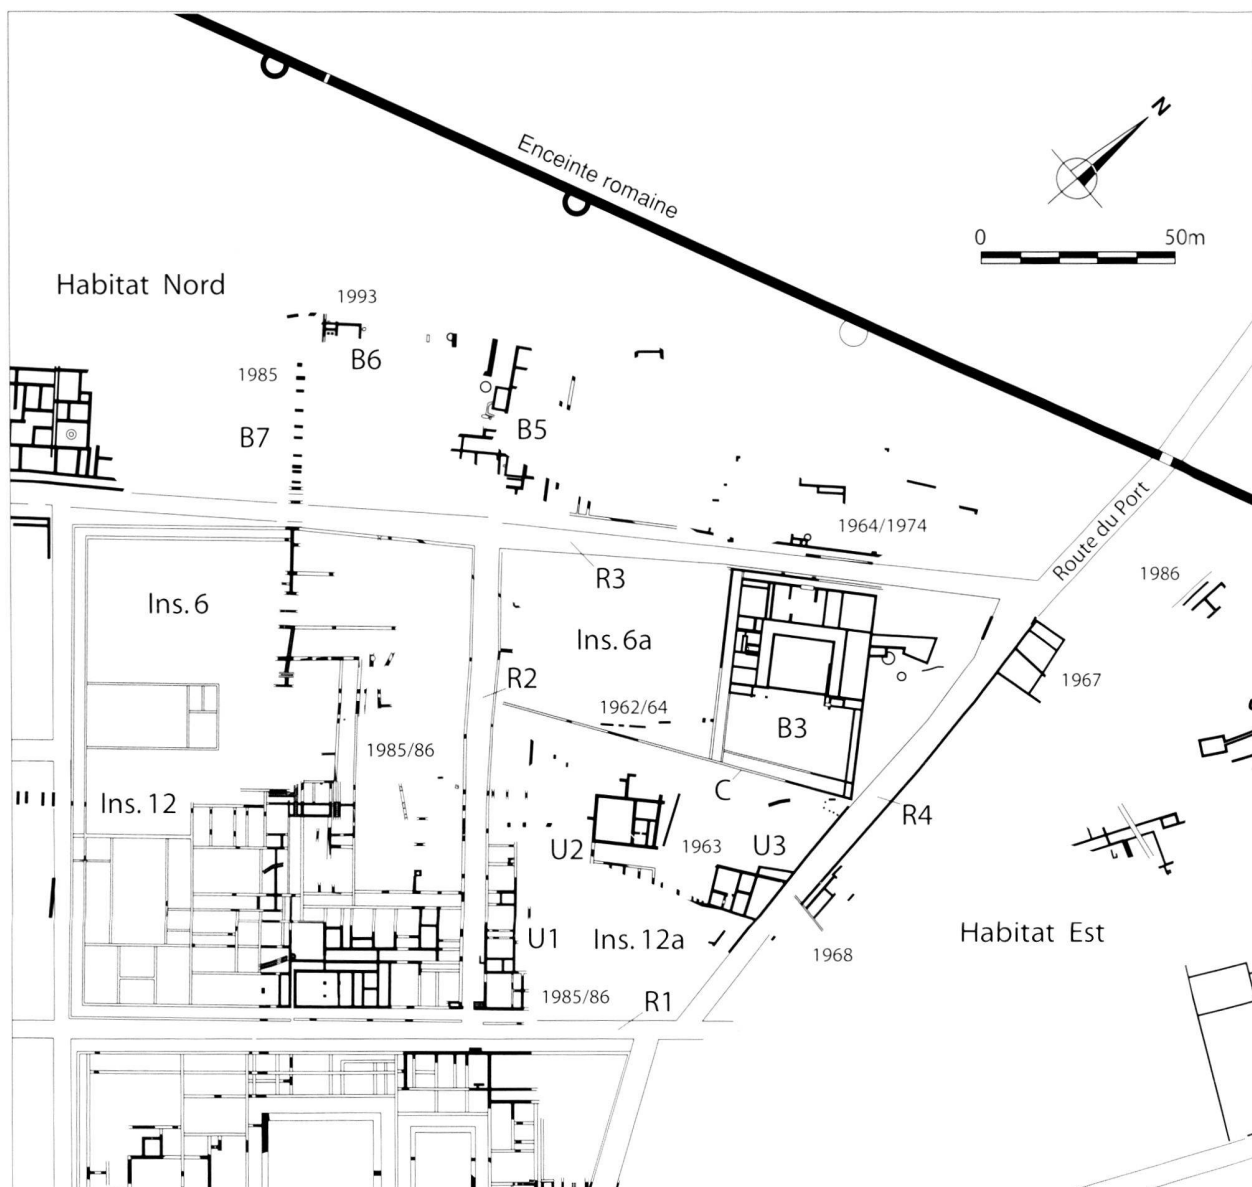 N
Enceinte romaine
0 50m
Habitat Nord
1993
B6
1985
B7
B5
1964/1974
Route du Port
1986
R3
Ins. 6
Ins. 6a
R2
1967
1962/64
B3
1985/86
C
Ins. 12
R4
U2
1963
U3
U1
Ins. 12a
Habitat Est
1968
1985/86
R1